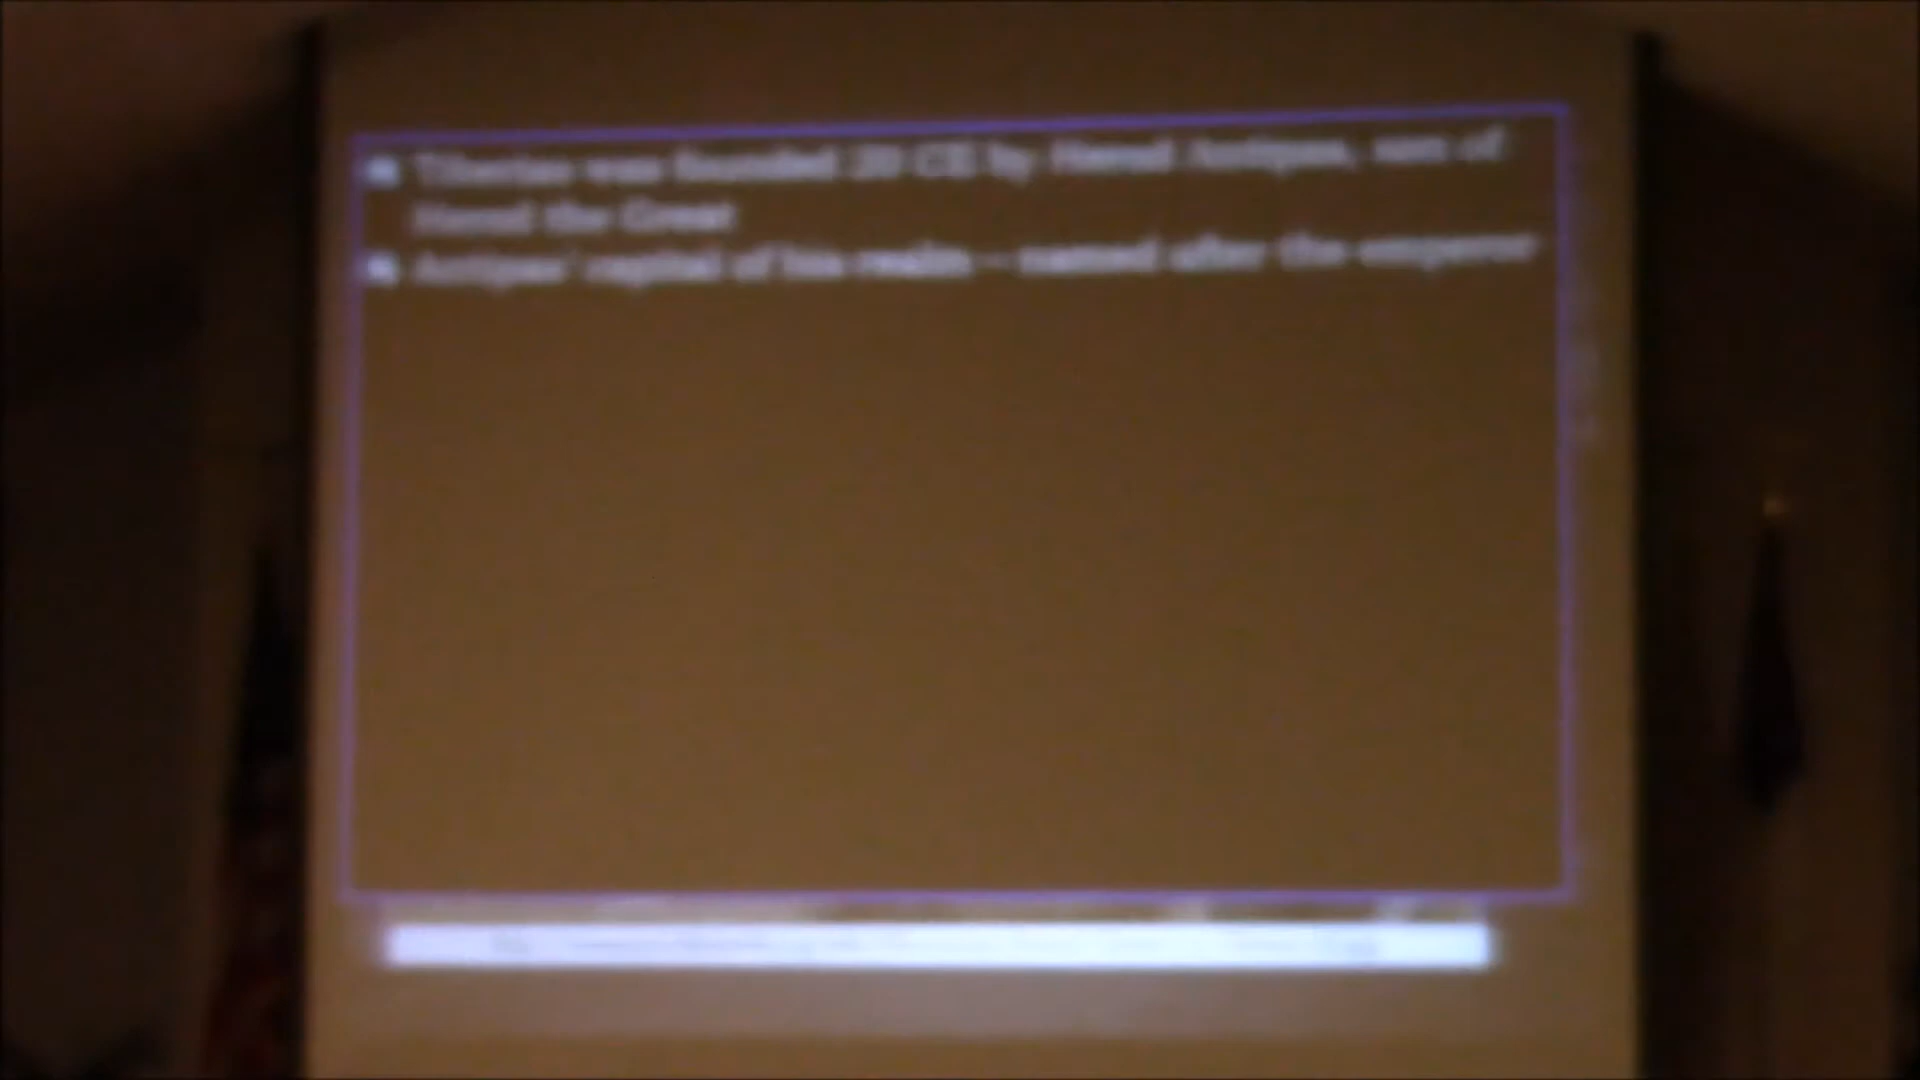 Tiberias was founded 20 CE by Herod Antipas, son of
Herod the Great
Antipas' capital of his realm – named after the emperor